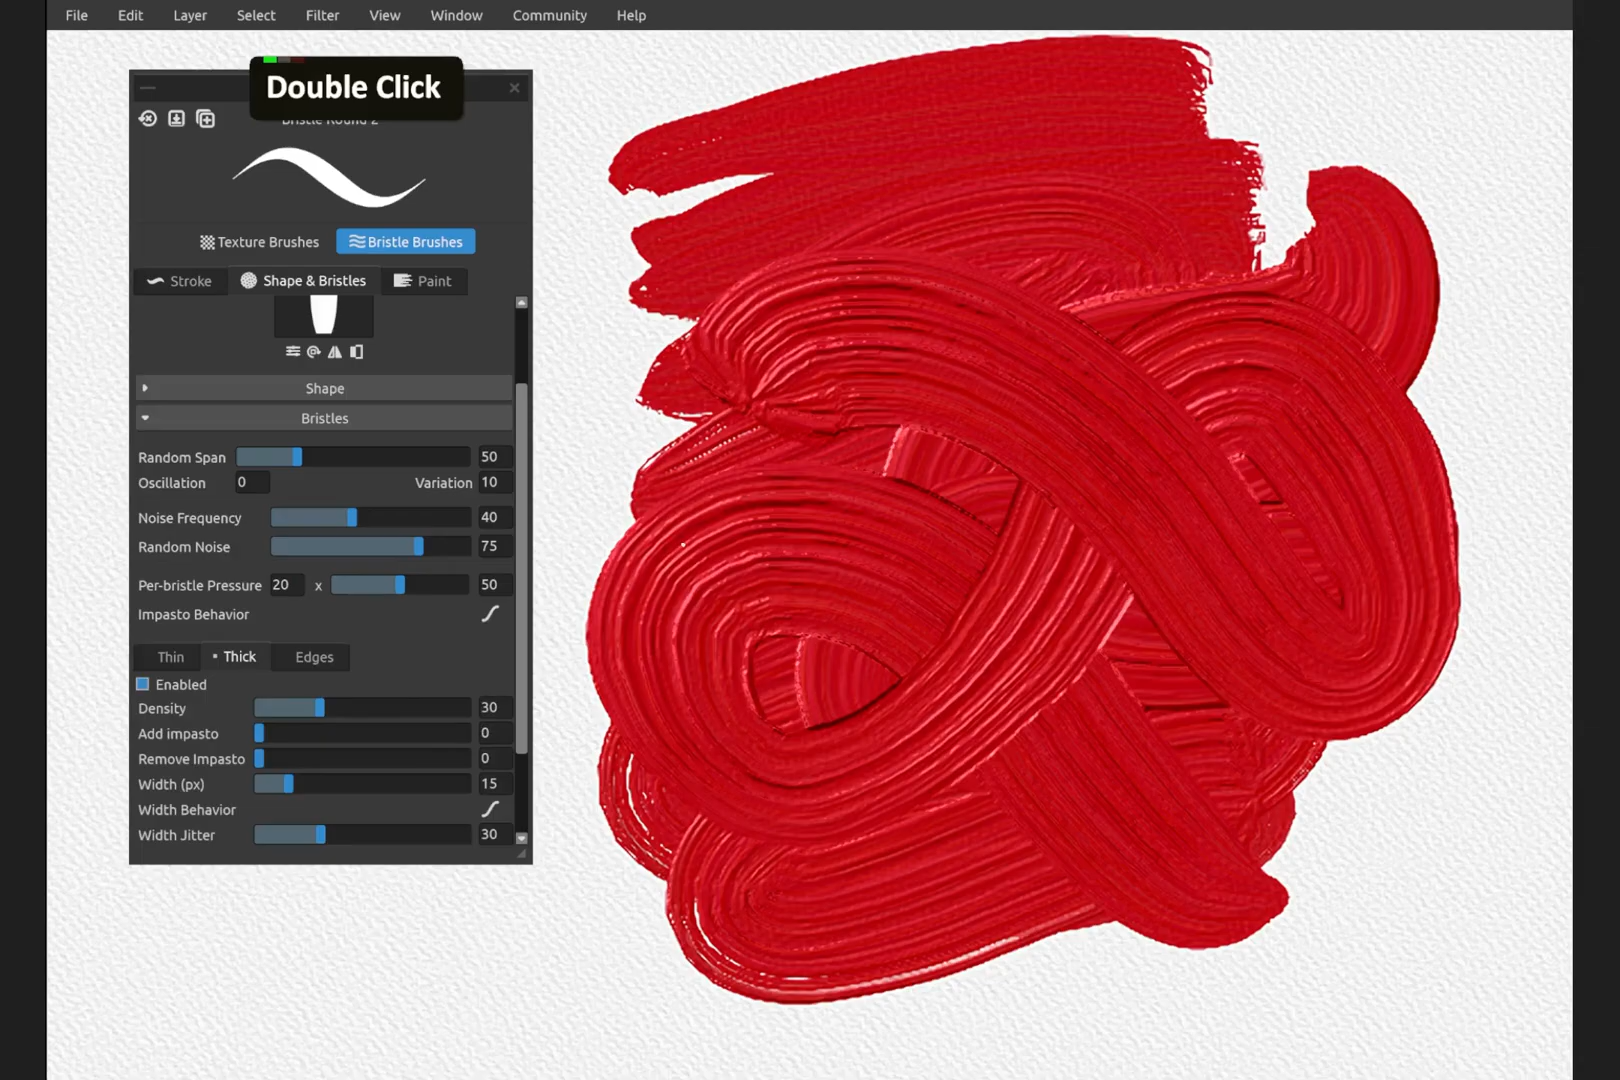 File Edit Layer Select Filter View Window Community Help
Double Click
Bristle Round 2
Texture Brushes Bristle Brushes
Stroke Shape & Bristles Paint
Shape
Bristles
Random Span 50
Oscillation 0 Variation 10
Noise Frequency 40
Random Noise 75
Per-bristle Pressure 20 x 50
Impasto Behavior
Thin Thick Edges
Enabled
Density 30
Add impasto 0
Remove Impasto 0
Width (px) 15
Width Behavior
Width Jitter 30